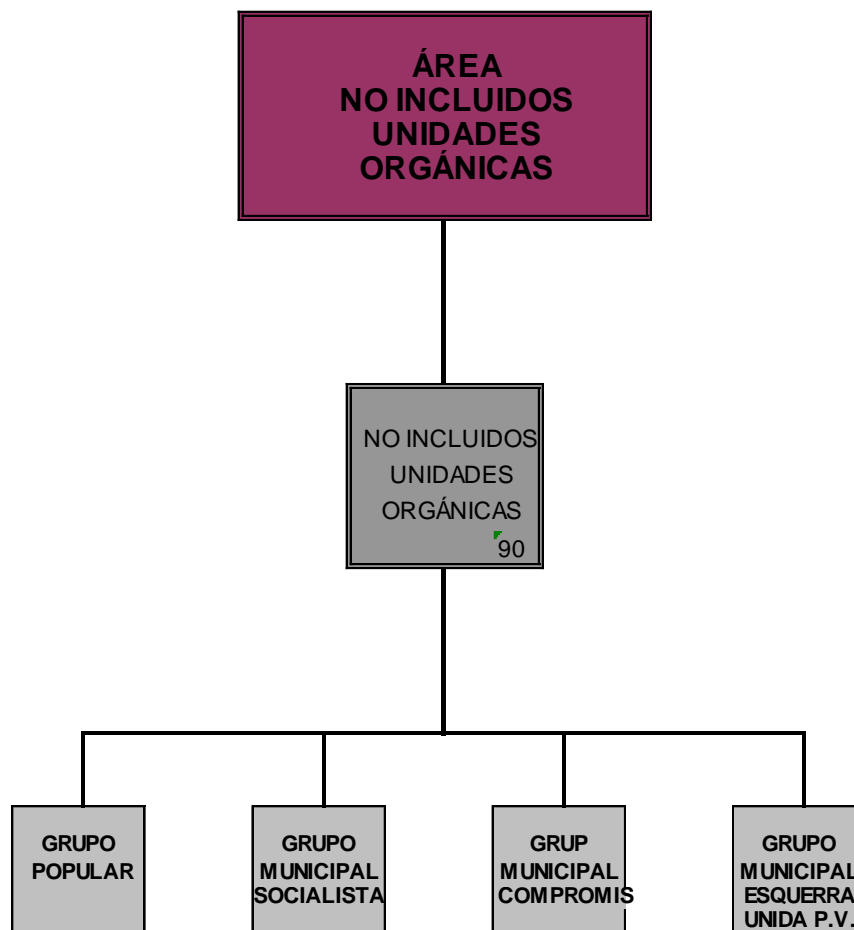 ÁREA
NO INCLUIDOS
UNIDADES
ORGÁNICAS
NO INCLUIDOS
UNIDADES
ORGÁNICAS
90
GRUPO
POPULAR
GRUPO
MUNICIPAL
SOCIALISTA
GRUP
MUNICIPAL
COMPROMIS
GRUPO
MUNICIPAL
ESQUERRA
UNIDA P.V.